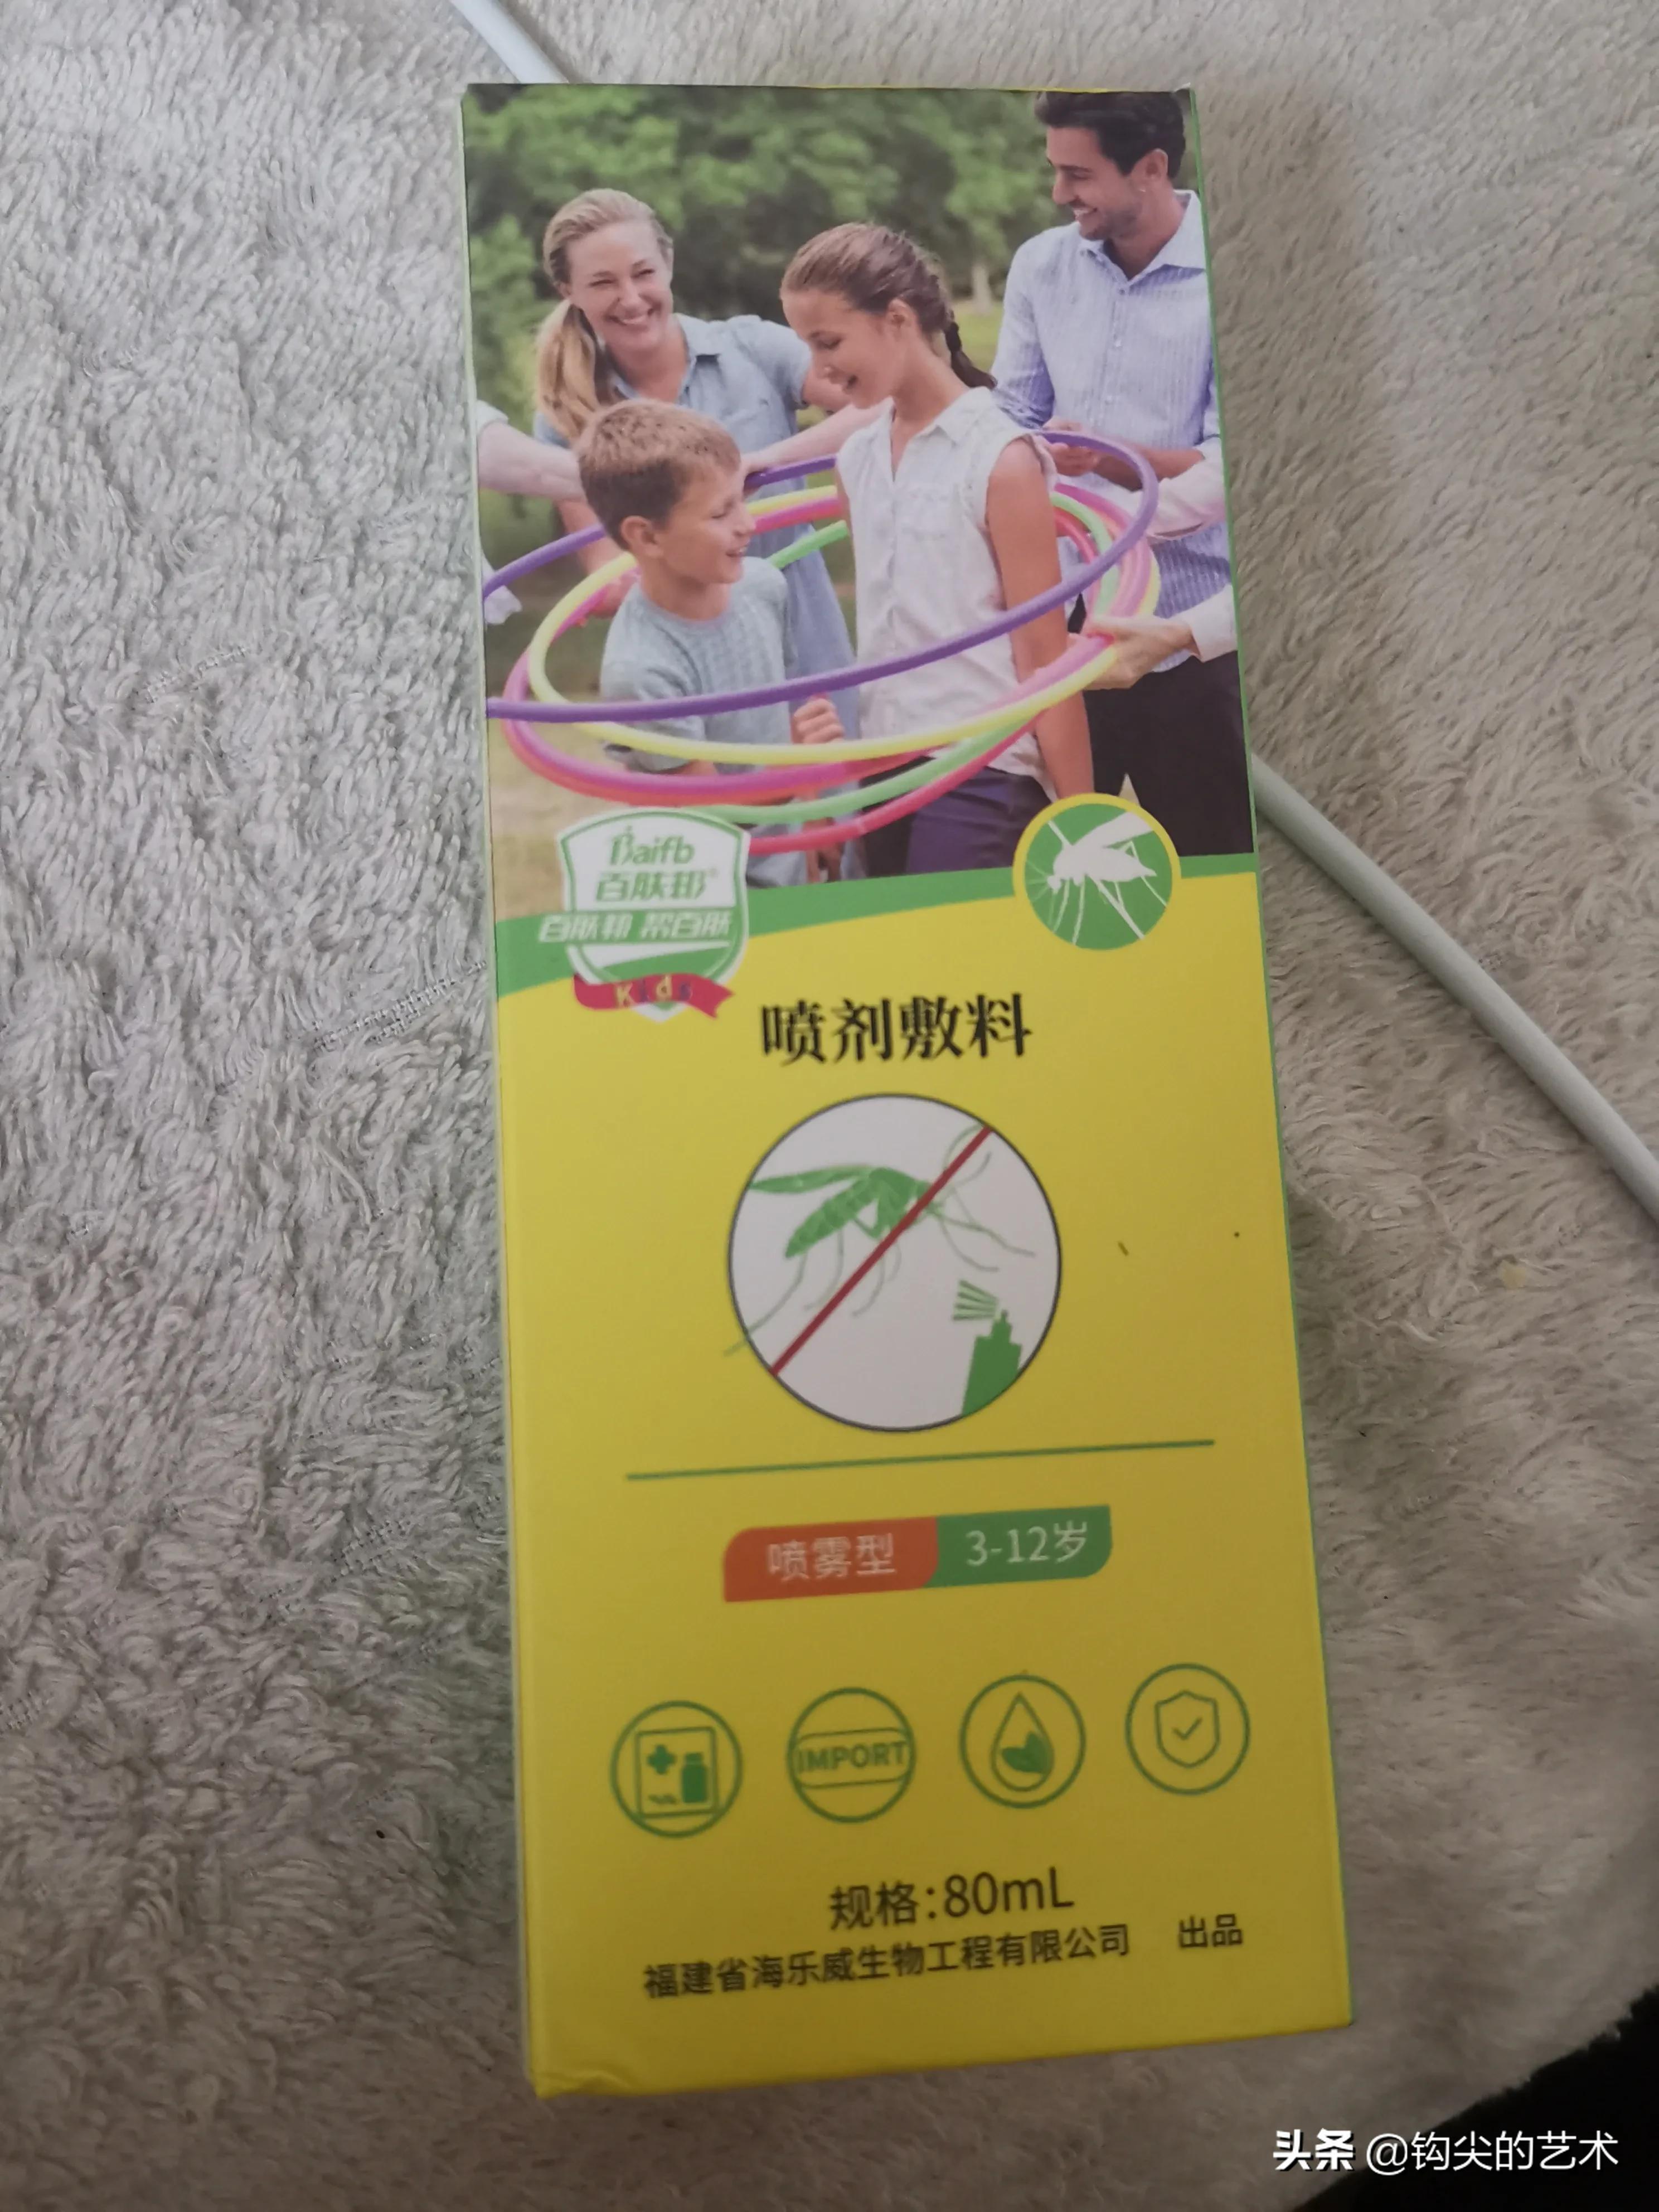 Baifb
百肤邦®
百肤邦 帮百肤
Kids
喷剂敷料
喷雾型 3-12岁
IMPORT
规格:80mL
福建省海乐威生物工程有限公司 出品
头条 @钩尖的艺术